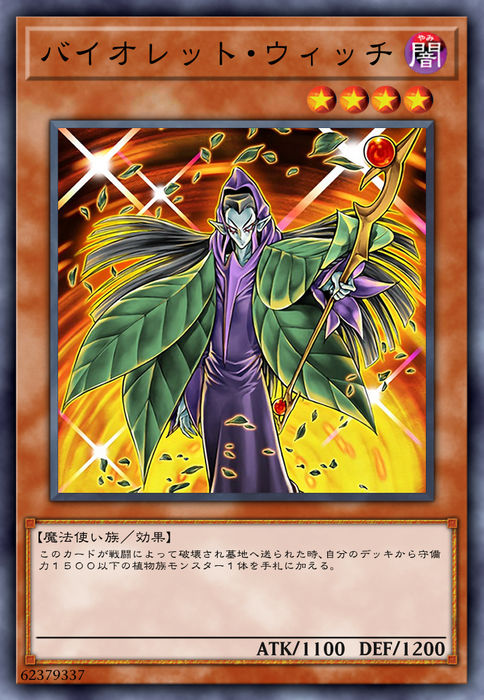 バイオレット・ウィッチ
やみ
闇
【魔法使い族／効果】
このカードが戦闘によって破壊され墓地へ送られた時、自分のデッキから守備
力１５００以下の植物族モンスター１体を手札に加える。
ATK/1100 DEF/1200
62379337